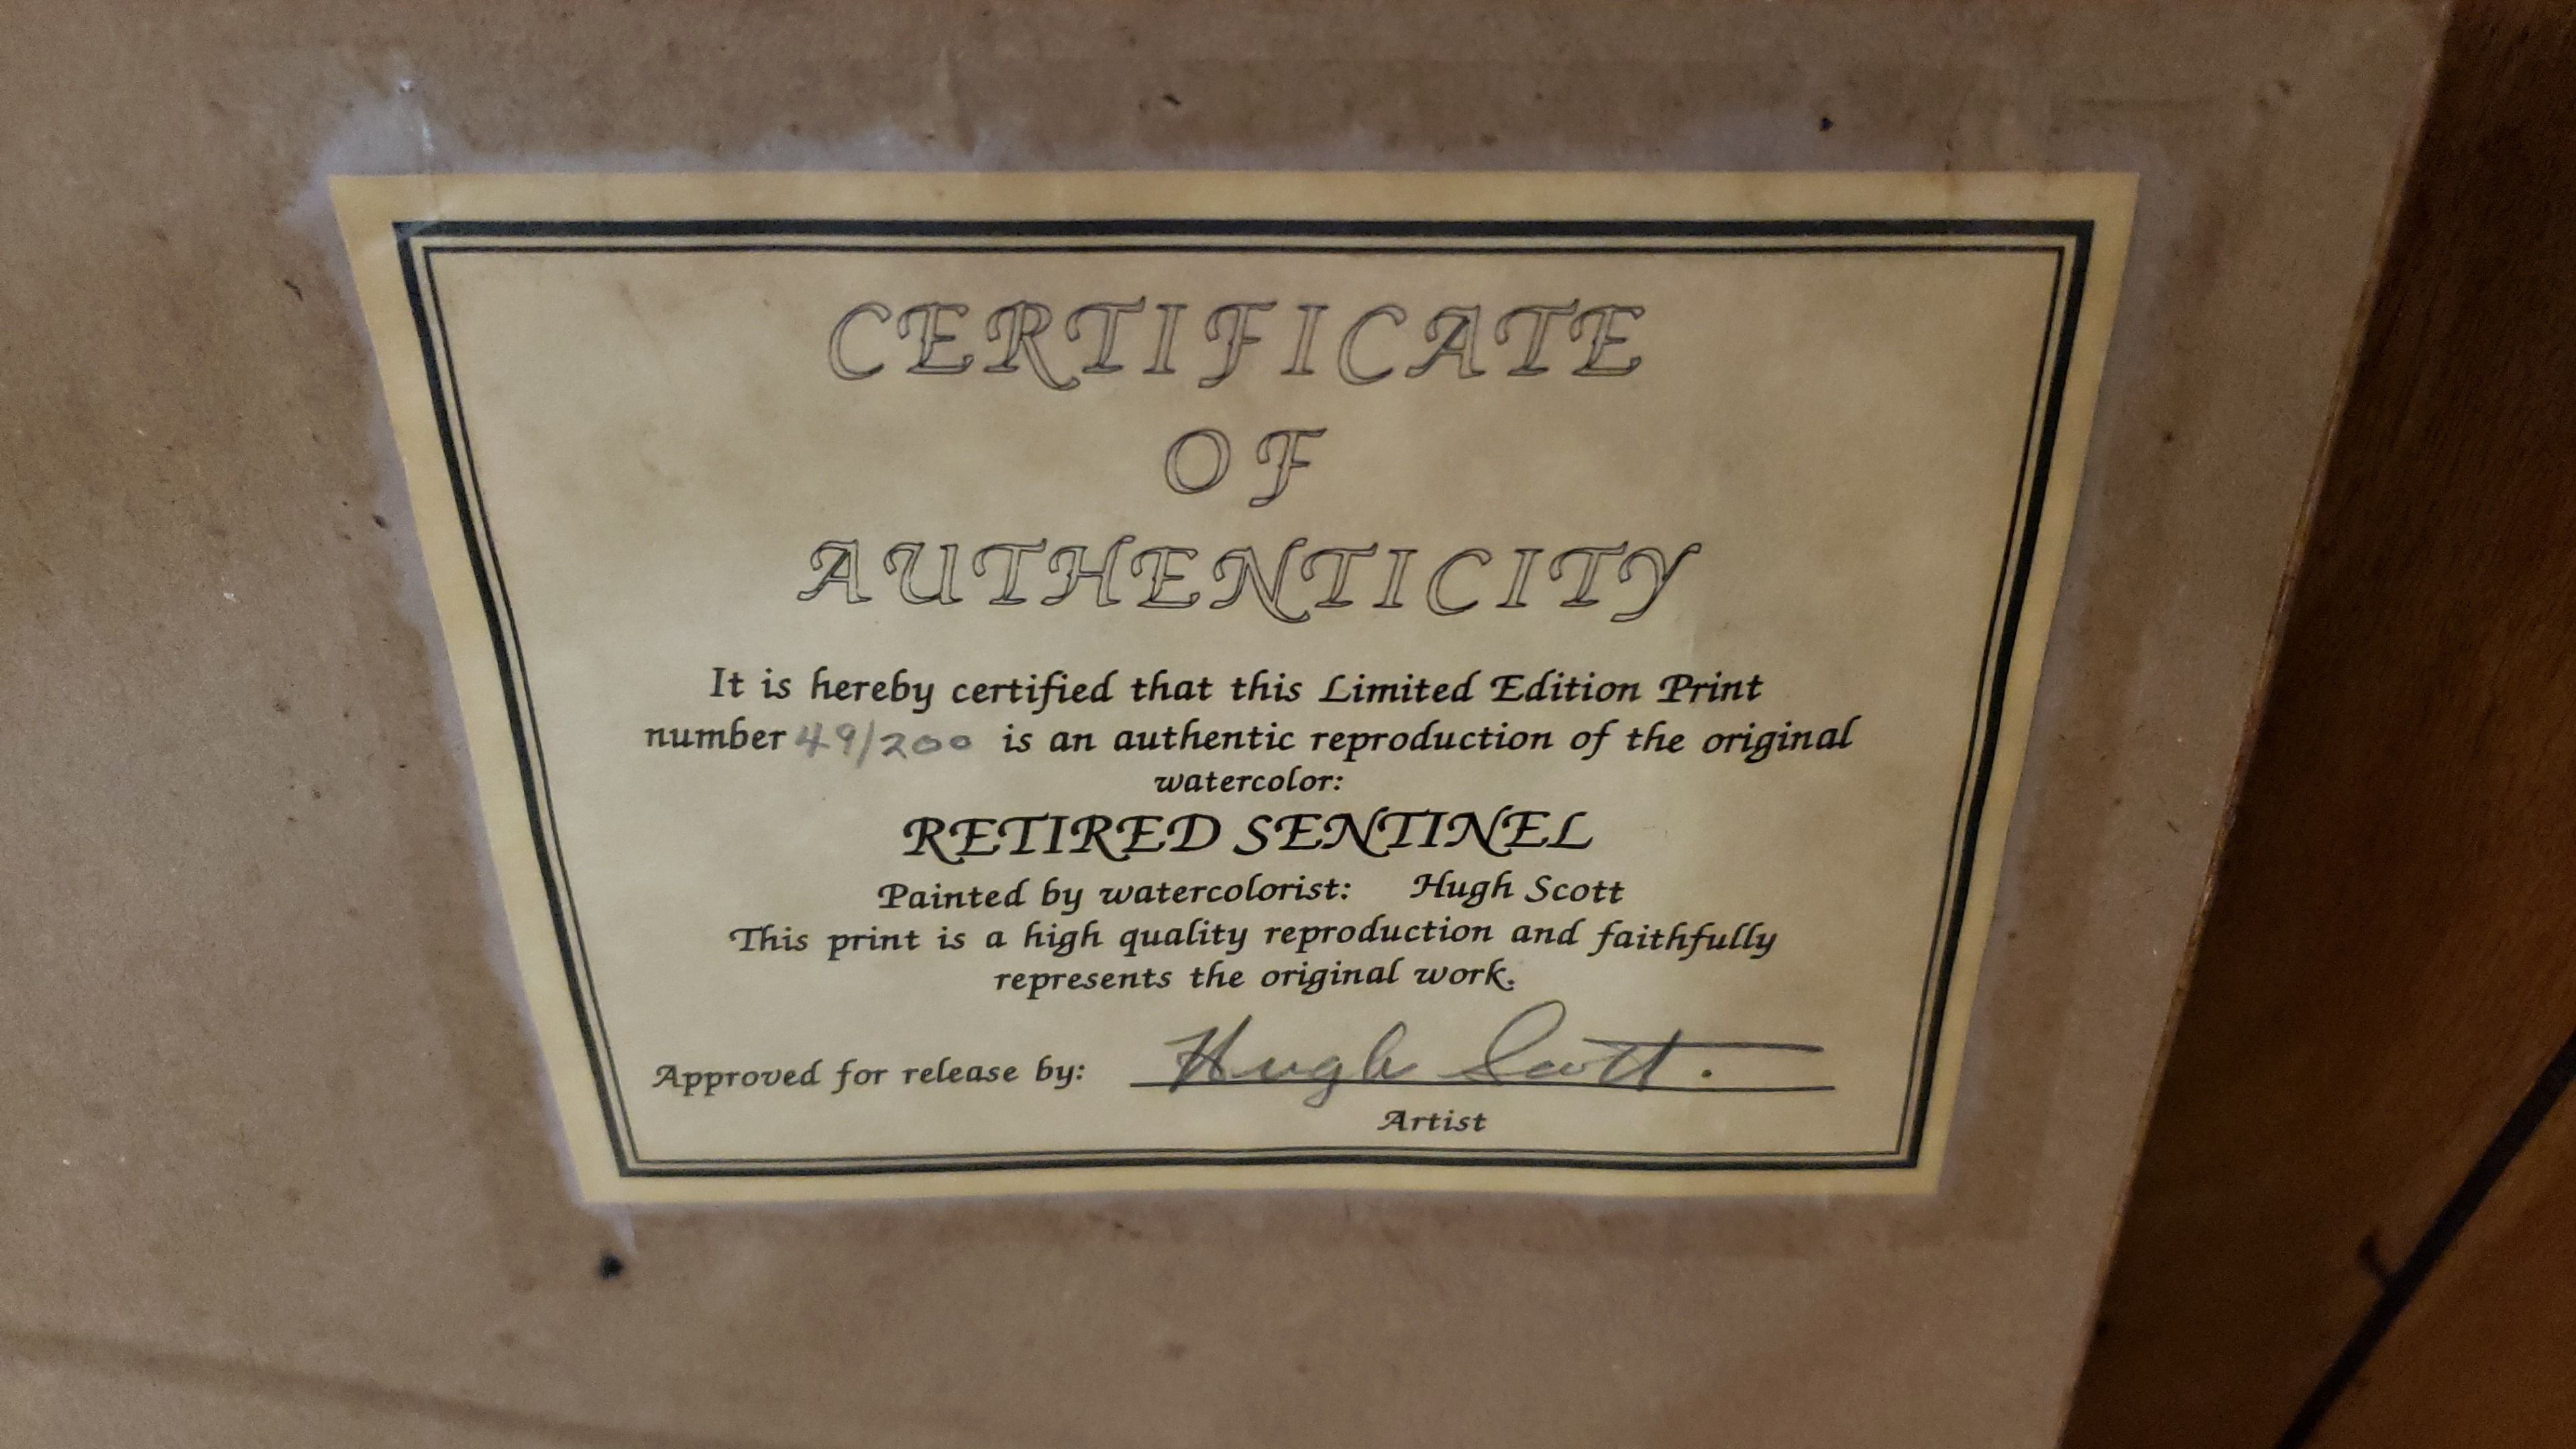 CERTIFICATE
OF
AUTHENTICITY
It is hereby certified that this Limited Edition Print
number 49/200 is an authentic reproduction of the original
watercolor:
RETIRED SENTINEL
Painted by watercolorist: Hugh Scott
This print is a high quality reproduction and faithfully
represents the original work.
Approved for release by: Hugh Scott.
Artist